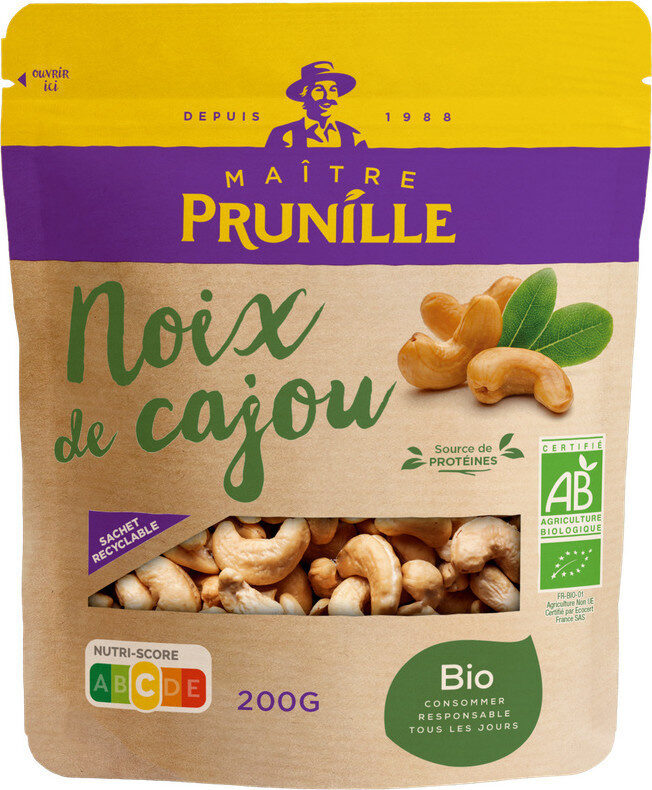 OUVRIR
ici
DEPUIS 1988
MAÎTRE
PRUNILLE
Noix
de cajou
Source de
PROTÉINES
CERTIFIÉ
AB
AGRICULTURE
BIOLOGIQUE
FR-BIO-01
Agriculture Non UE
Certifié par Ecocert
France SAS
SACHET
RECYCLABLE
NUTRI-SCORE
A B C D E
200G
Bio
CONSOMMER
RESPONSABLE
TOUS LES JOURS